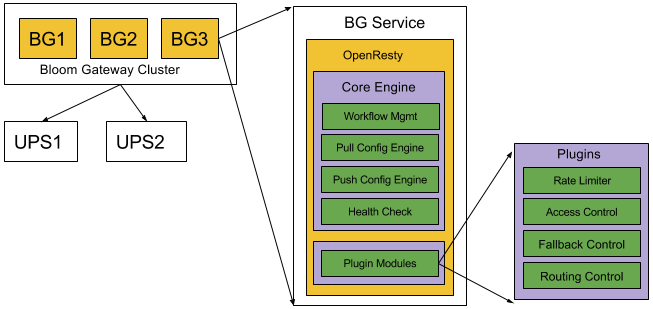 BG1
BG2
BG3
Bloom Gateway Cluster
UPS1
UPS2
BG Service
OpenResty
Core Engine
Workflow Mgmt
Pull Config Engine
Push Config Engine
Health Check
Plugin Modules
Plugins
Rate Limiter
Access Control
Fallback Control
Routing Control